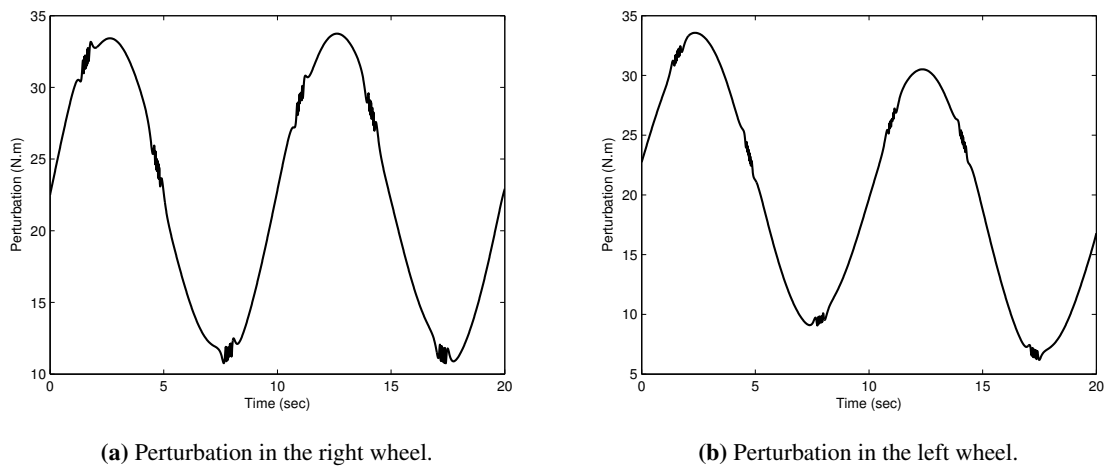 35
30
25
20
15
10
Perturbation (N.m)
0 5 10 15 20
Time (sec)
(a) Perturbation in the right wheel.
35
30
25
20
15
10
5
Perturbation (N.m)
0 5 10 15 20
Time (sec)
(b) Perturbation in the left wheel.